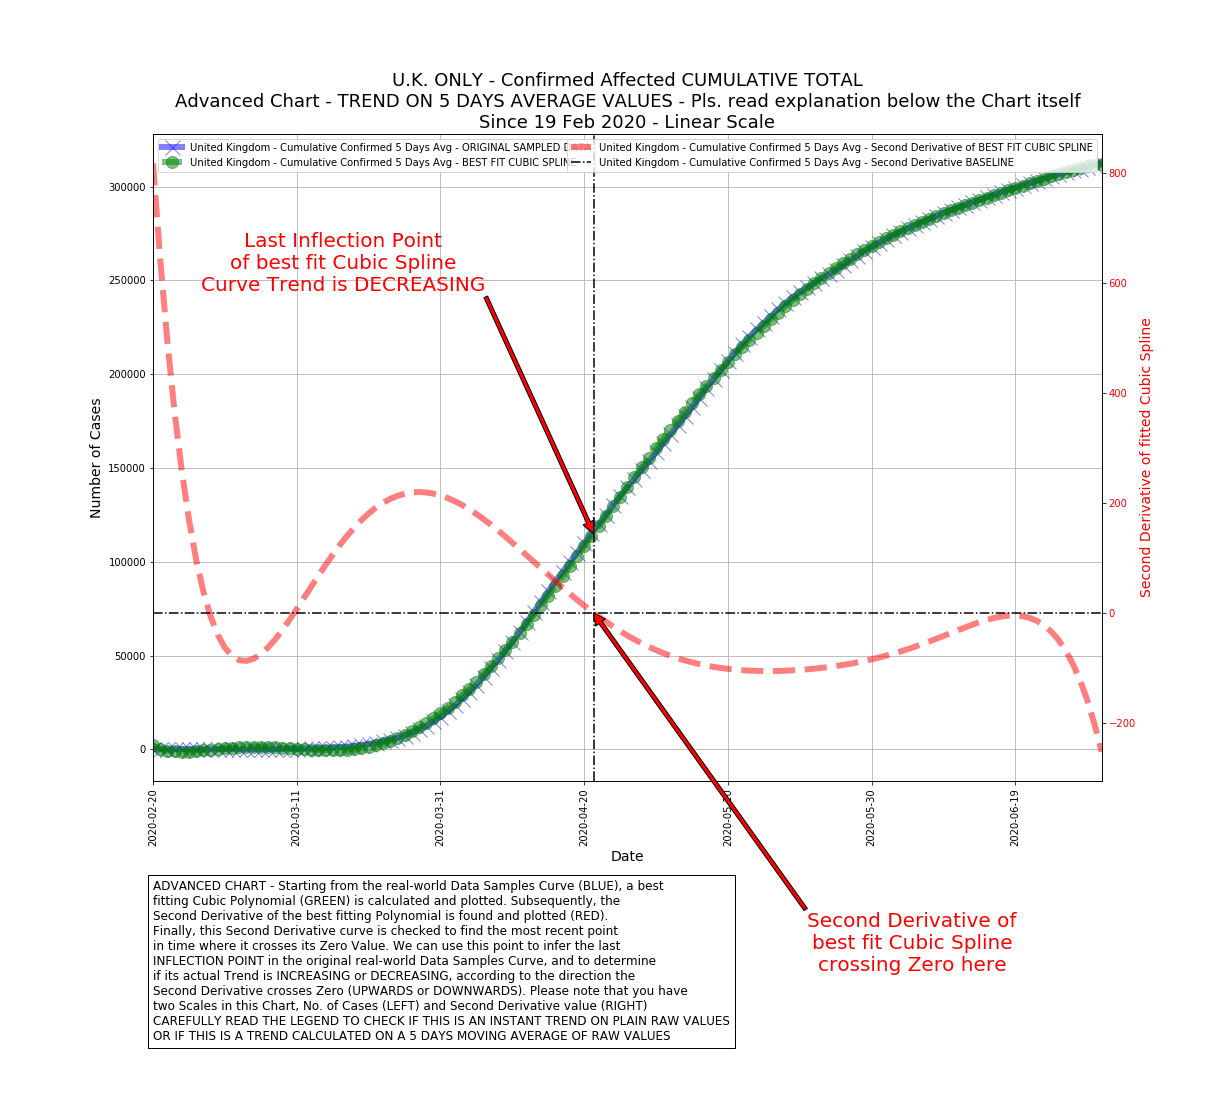 U.K. ONLY - Confirmed Affected CUMULATIVE TOTAL
Advanced Chart - TREND ON 5 DAYS AVERAGE VALUES - Pls. read explanation below the Chart itself
Since 19 Feb 2020 - Linear Scale
United Kingdom - Cumulative Confirmed 5 Days Avg - ORIGINAL SAMPLED
United Kingdom - Cumulative Confirmed 5 Days Avg - BEST FIT CUBIC SPLINE
United Kingdom - Cumulative Confirmed 5 Days Avg - Second Derivative of BEST FIT CUBIC SPLINE
United Kingdom - Cumulative Confirmed 5 Days Avg - Second Derivative BASELINE
Last Inflection Point
of best fit Cubic Spline
Curve Trend is DECREASING
Number of Cases
300000
250000
200000
150000
100000
50000
0
800
600
400
200
0
−200
Second Derivative of fitted Cubic Spline
2020-02-20
2020-03-11
2020-03-31
2020-04-20
2020-05-10
2020-05-30
2020-06-19
Date
Second Derivative of
best fit Cubic Spline
crossing Zero here
ADVANCED CHART - Starting from the real-world Data Samples Curve (BLUE), a best
fitting Cubic Polynomial (GREEN) is calculated and plotted. Subsequently, the
Second Derivative of the best fitting Polynomial is found and plotted (RED).
Finally, this Second Derivative curve is checked to find the most recent point
in time where it crosses its Zero Value. We can use this point to infer the last
INFLECTION POINT in the original real-world Data Samples Curve, and to determine
if its actual Trend is INCREASING or DECREASING, according to the direction the
Second Derivative crosses Zero (UPWARDS or DOWNWARDS). Please note that you have
two Scales in this Chart, No. of Cases (LEFT) and Second Derivative value (RIGHT)
CAREFULLY READ THE LEGEND TO CHECK IF THIS IS AN INSTANT TREND ON PLAIN RAW VALUES
OR IF THIS IS A TREND CALCULATED ON A 5 DAYS MOVING AVERAGE OF RAW VALUES